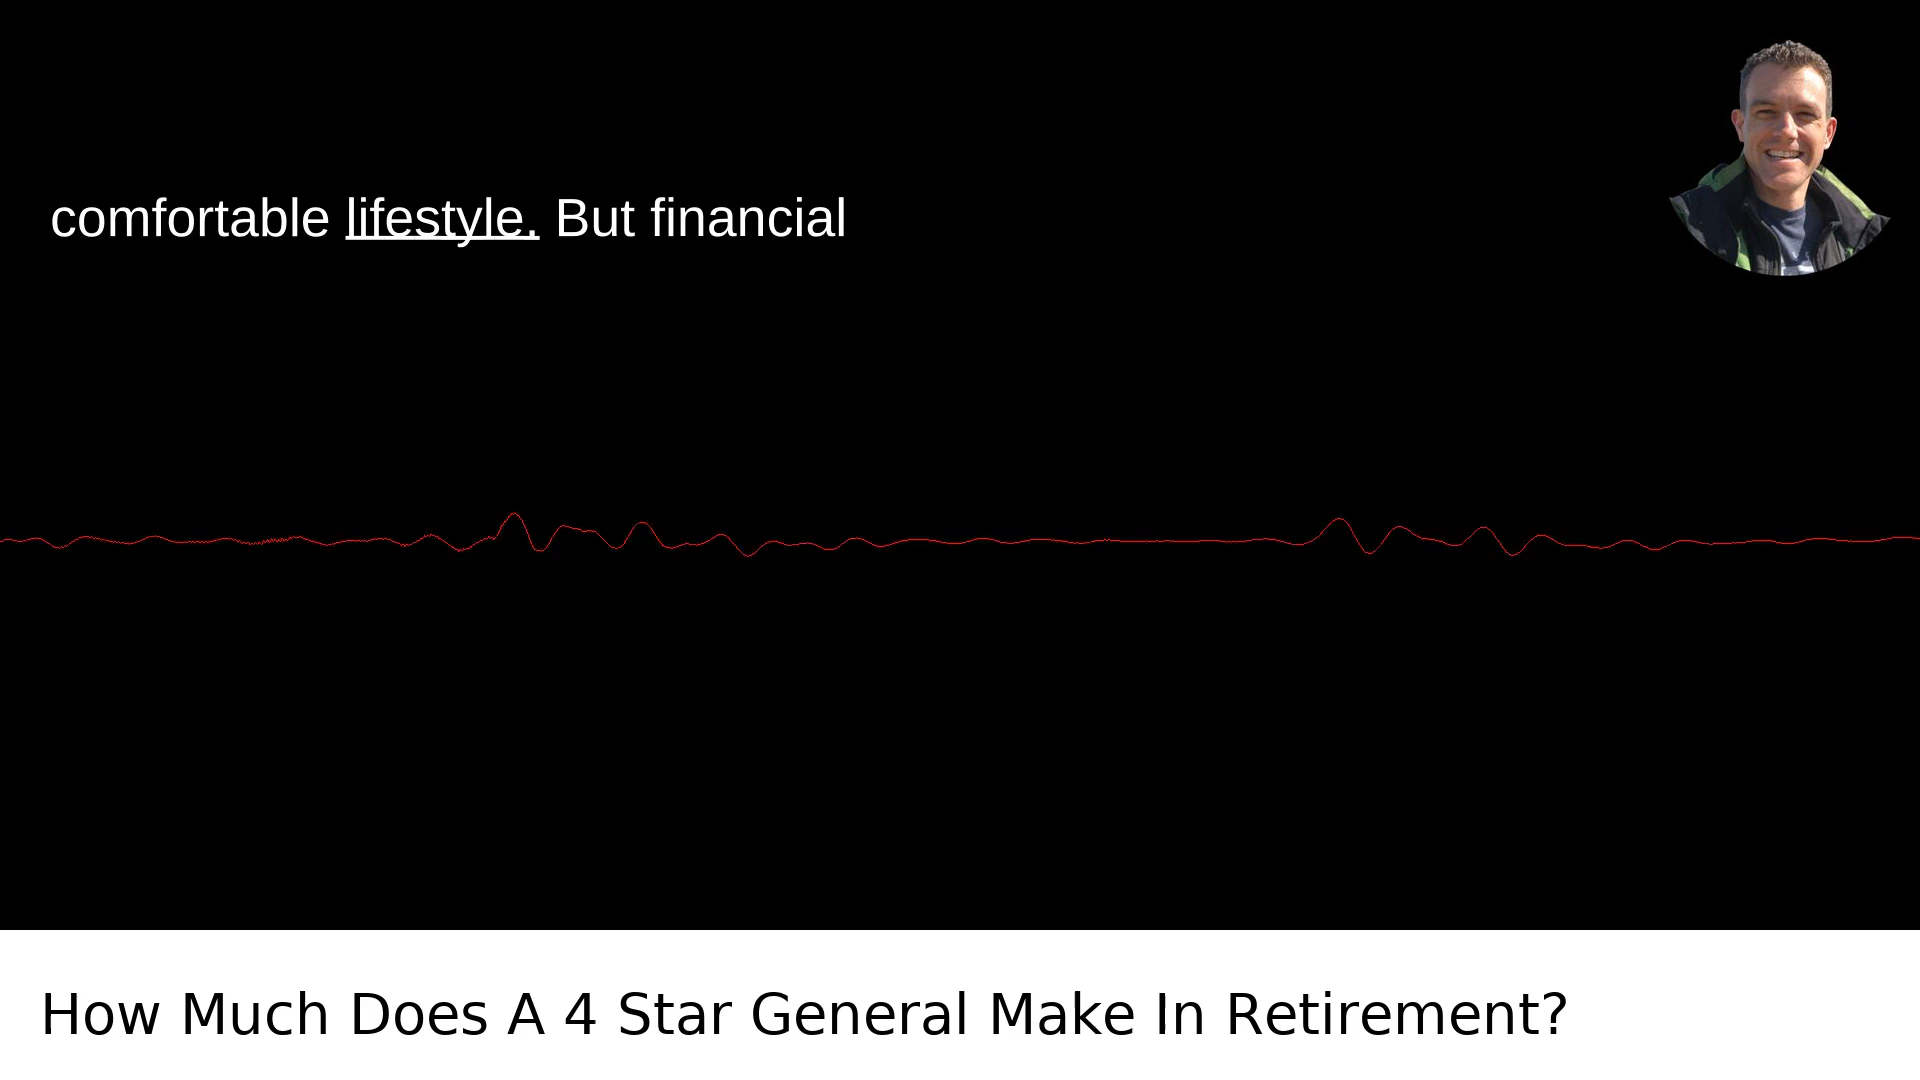 comfortable lifestyle. But financial
How Much Does A 4 Star General Make In Retirement?